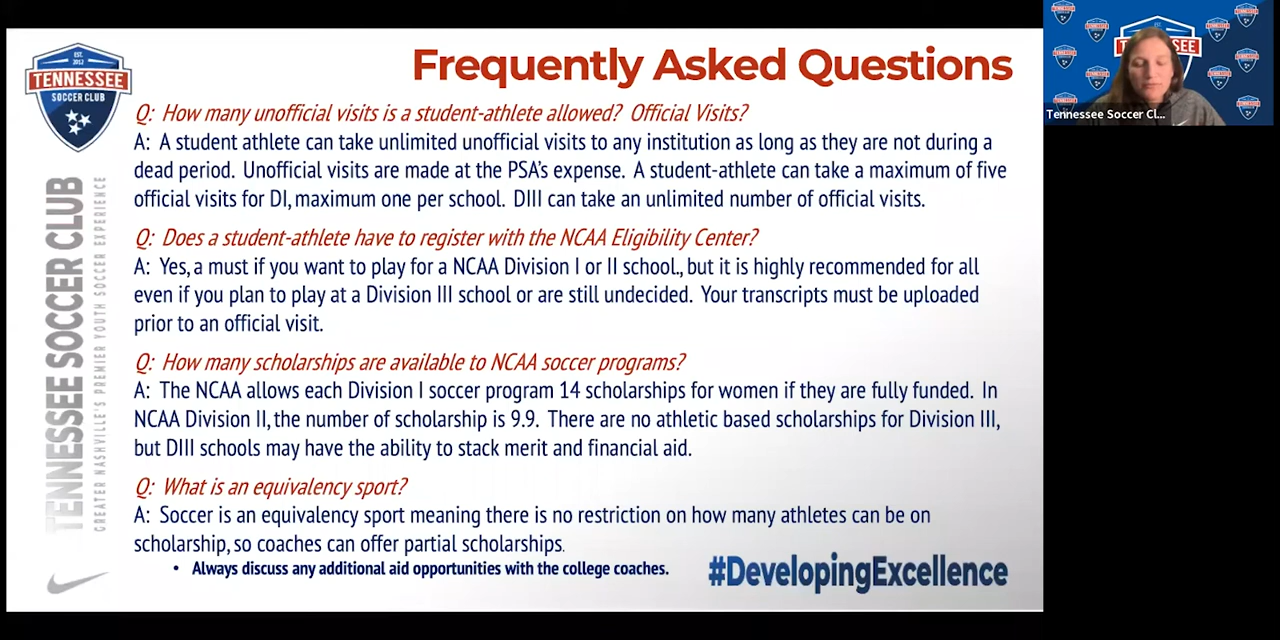 Frequently Asked Questions
EST.
2012
TENNESSEE
SOCCER CLUB
TENNESSEE SOCCER CLUB
GREATER NASHVILLE'S PREMIER YOUTH SOCCER EXPERIENCE
Q: How many unofficial visits is a student-athlete allowed? Official Visits?
A: A student athlete can take unlimited unofficial visits to any institution as long as they are not during a
dead period. Unofficial visits are made at the PSA's expense. A student-athlete can take a maximum of five
official visits for DI, maximum one per school. DIII can take an unlimited number of official visits.
Q: Does a student-athlete have to register with the NCAA Eligibility Center?
A: Yes, a must if you want to play for a NCAA Division I or II school., but it is highly recommended for all
even if you plan to play at a Division III school or are still undecided. Your transcripts must be uploaded
prior to an official visit.
Q: How many scholarships are available to NCAA soccer programs?
A: The NCAA allows each Division I soccer program 14 scholarships for women if they are fully funded. In
NCAA Division II, the number of scholarship is 9.9. There are no athletic based scholarships for Division III,
but DIII schools may have the ability to stack merit and financial aid.
Q: What is an equivalency sport?
A: Soccer is an equivalency sport meaning there is no restriction on how many athletes can be on
scholarship, so coaches can offer partial scholarships.
• Always discuss any additional aid opportunities with the college coaches.
#DevelopingExcellence
Tennessee Soccer Cl...